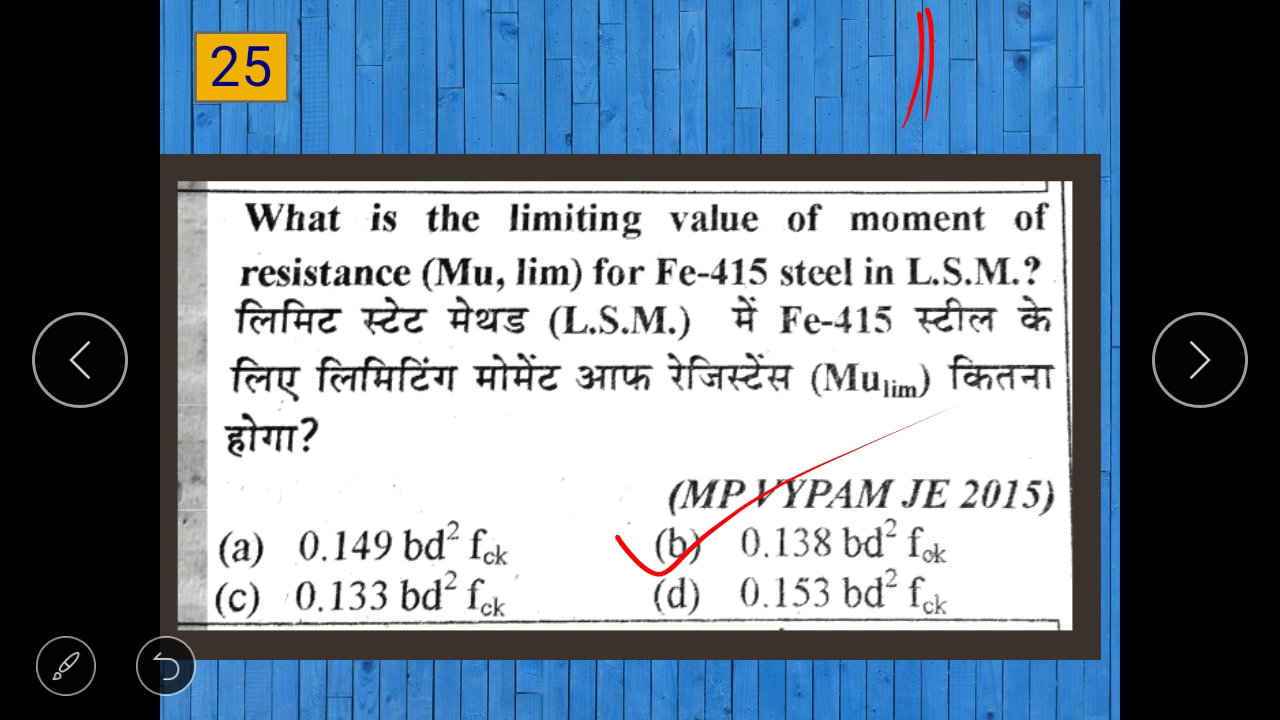 25
What is the limiting value of moment of
resistance (Mu, lim) for Fe-415 steel in L.S.M.?
लिमिट स्टेट मेथड (L.S.M.) में Fe-415 स्टील के
लिए लिमिटिंग मोमेंट आफ रेजिस्टेंस (Mulim) कितना
होगा?
(MP VYPAM JE 2015)
(a) 0.149 bd² fck (b) 0.138 bd² fck
(c) 0.133 bd² fck (d) 0.153 bd² fck